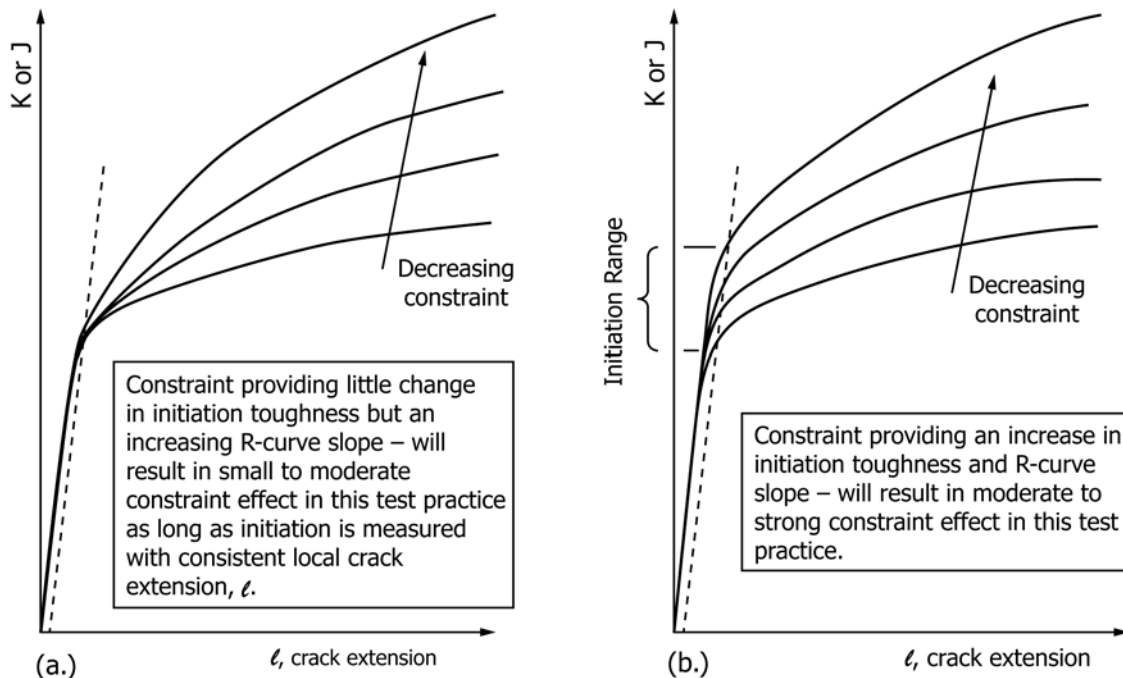 K or J
Decreasing
constraint
Constraint providing little change
in initiation toughness but an
increasing R-curve slope – will
result in small to moderate
constraint effect in this test practice
as long as initiation is measured
with consistent local crack
extension, ℓ.
(a.)
ℓ, crack extension
K or J
Initiation Range
Decreasing
constraint
Constraint providing an increase in
initiation toughness and R-curve
slope – will result in moderate to
strong constraint effect in this test
practice.
(b.)
ℓ, crack extension